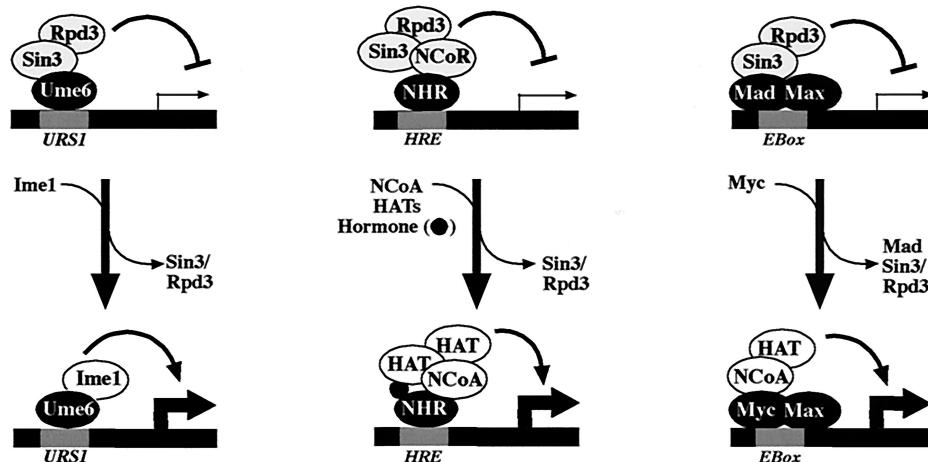 Rpd3
Sin3
Ume6
URS1
Rpd3
Sin3 NCoR
NHR
HRE
Rpd3
Sin3
Mad Max
EBox
Ime1
Sin3/
Rpd3
NCoA
HATs
Hormone ( )
Sin3/
Rpd3
Myc
Mad
Sin3/
Rpd3
Ime1
Ume6
URS1
HAT
HAT
NCoA
NHR
HRE
HAT
NCoA
Myc Max
EBox